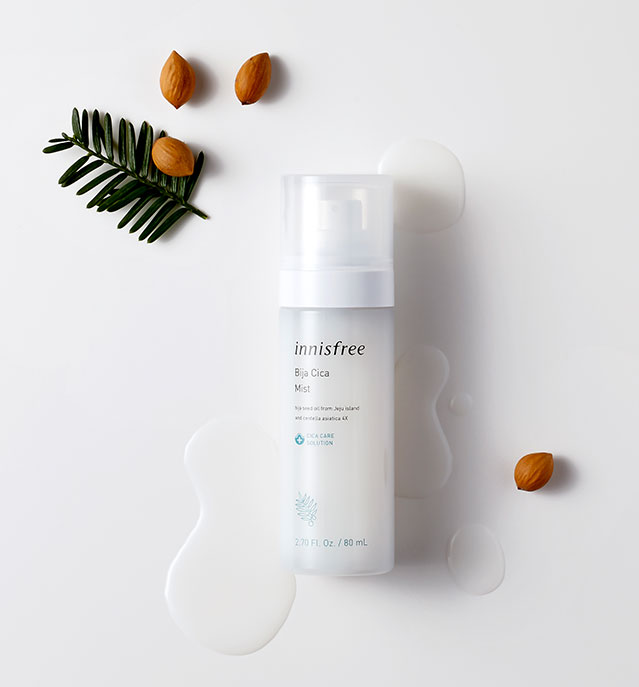 innisfree
Bija Cica
Mist
bija seed oil from Jeju island
and centella asiatica 4X
CICA CARE
SOLUTION
2.70 Fl. Oz. / 80 mL